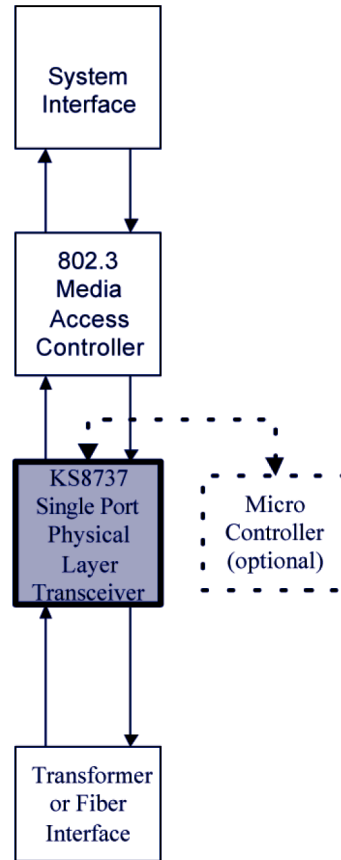 System
Interface
802.3
Media
Access
Controller
KS8737
Single Port
Physical
Layer
Transceiver
Micro
Controller
(optional)
Transformer
or Fiber
Interface